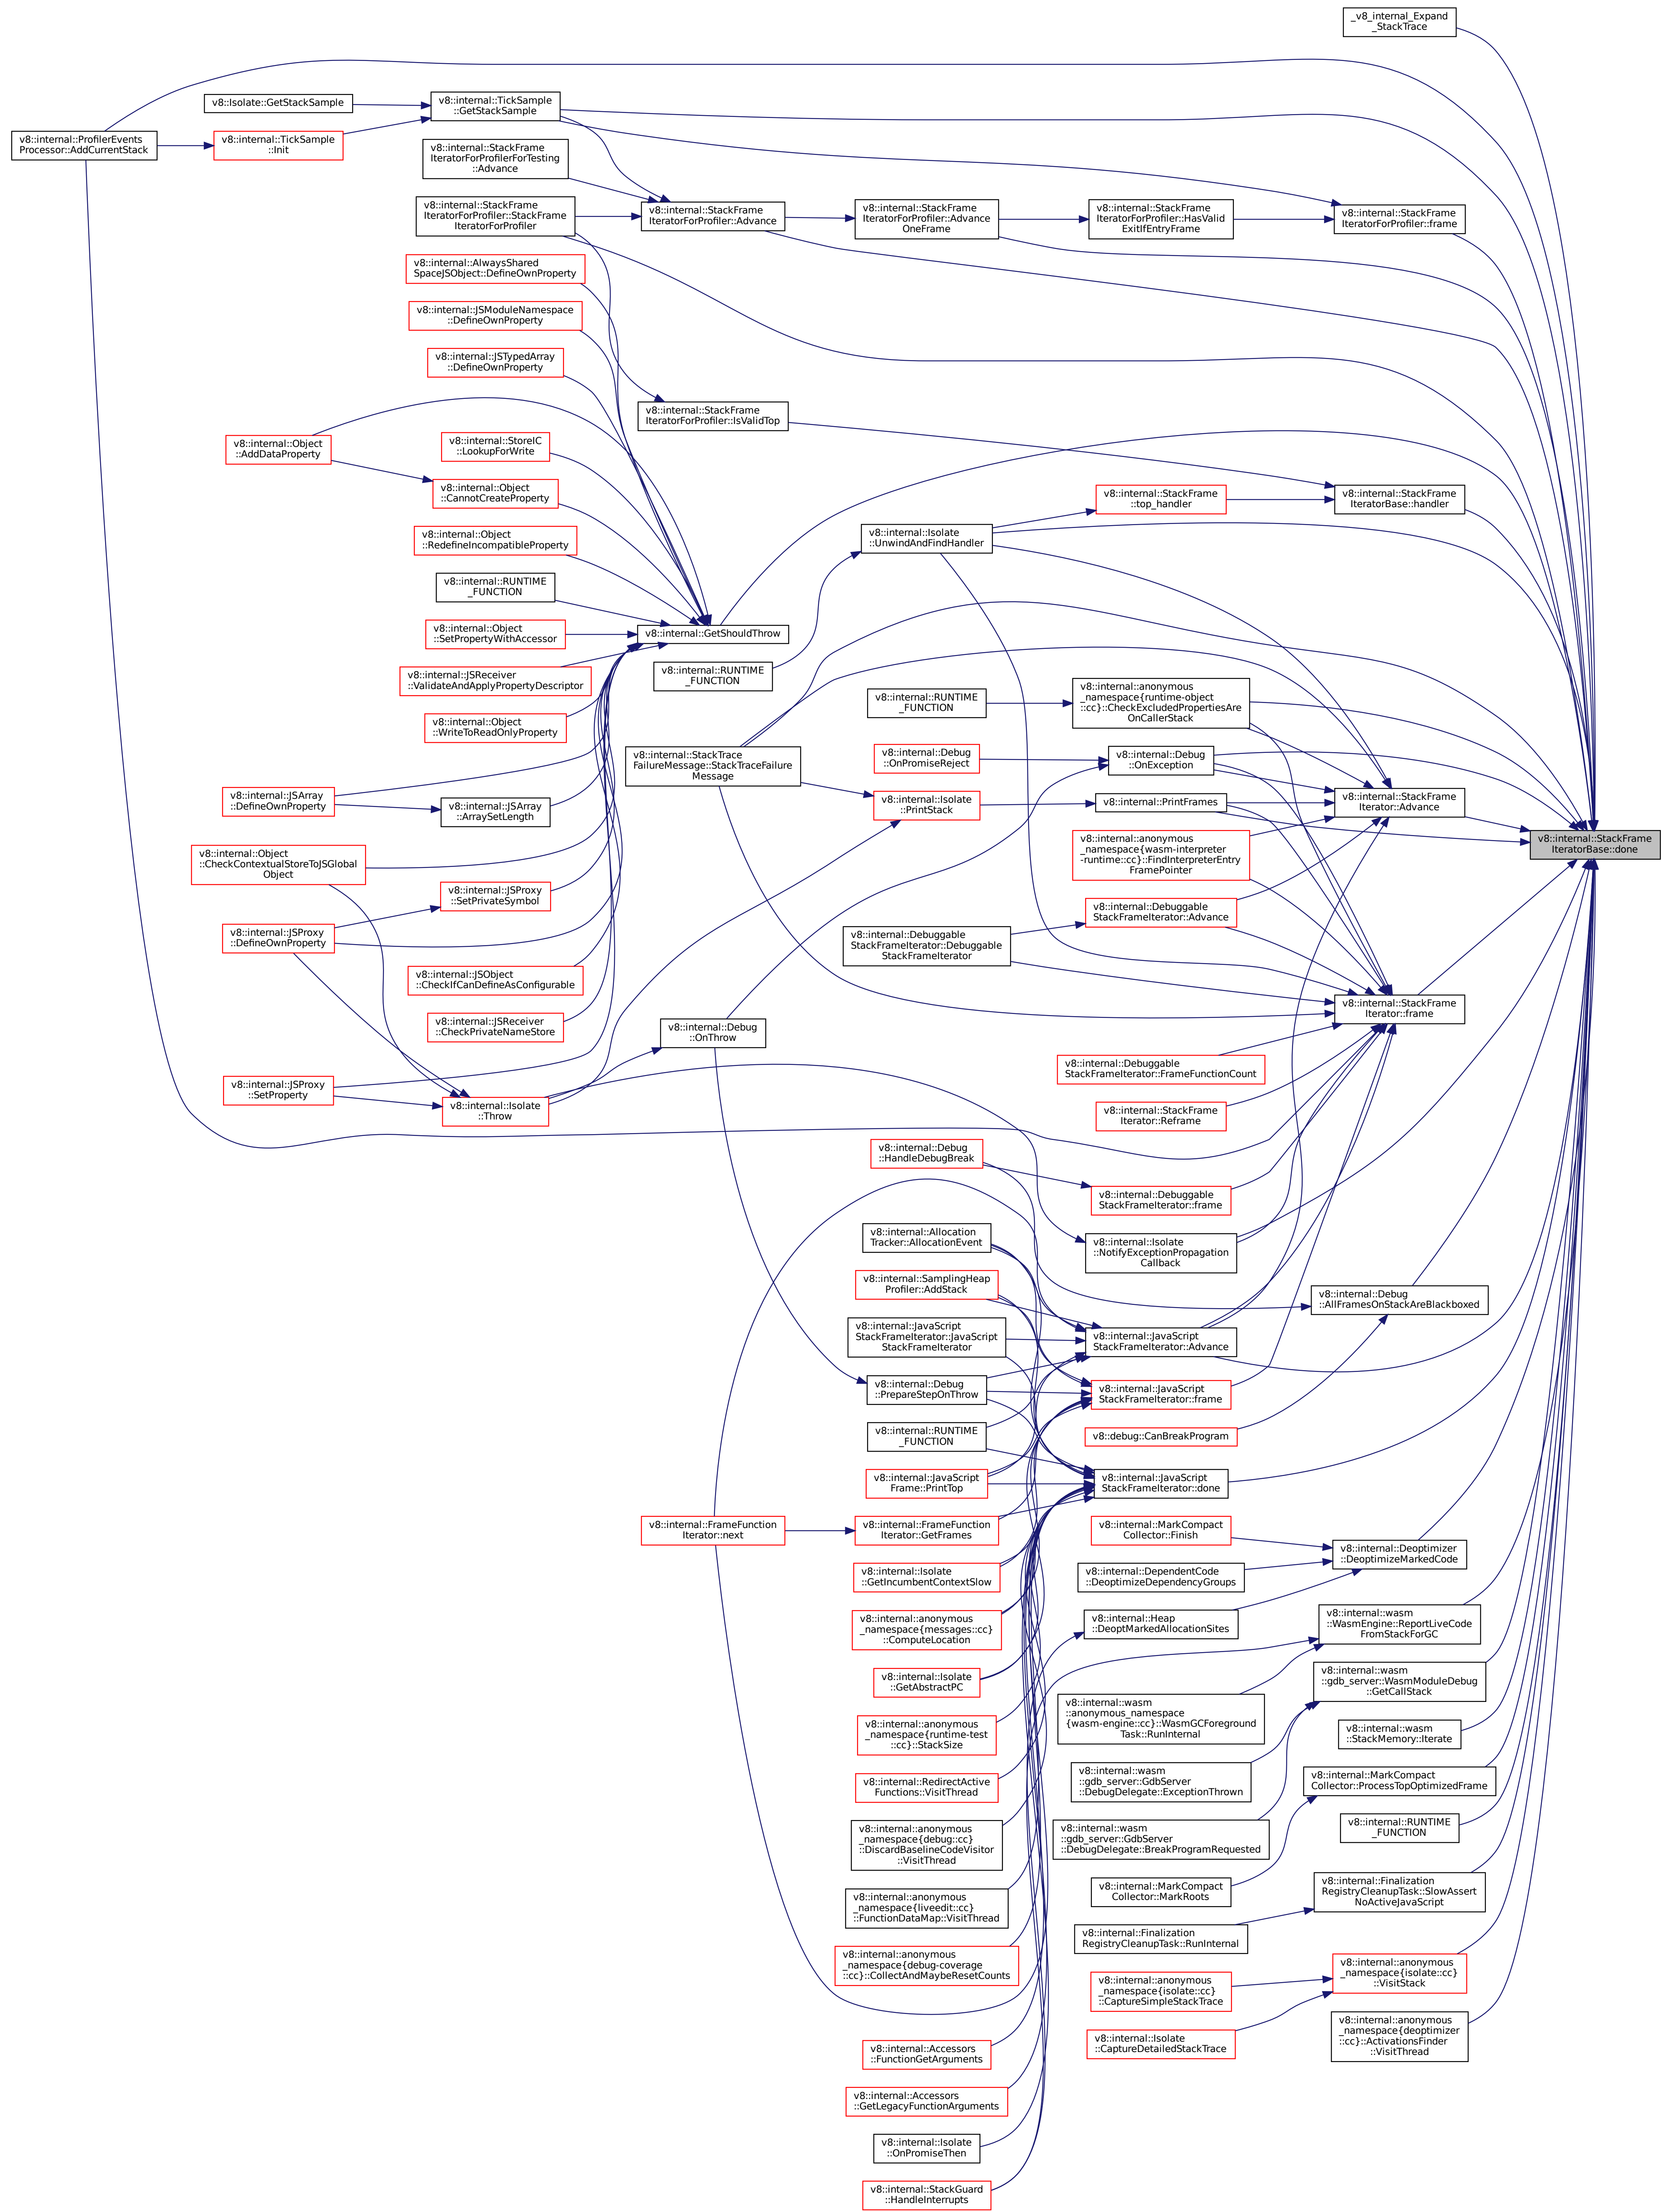 _v8_internal_Expand
_StackTrace
v8::Isolate::GetStackSample
v8::internal::TickSample
::GetStackSample
v8::internal::ProfilerEvents
Processor::AddCurrentStack
v8::internal::TickSample
::Init
v8::internal::StackFrame
IteratorForProfilerForTesting
::Advance
v8::internal::StackFrame
IteratorForProfiler::StackFrame
IteratorForProfiler
v8::internal::StackFrame
IteratorForProfiler::Advance
v8::internal::StackFrame
IteratorForProfiler::Advance
OneFrame
v8::internal::StackFrame
IteratorForProfiler::HasValid
ExitIfEntryFrame
v8::internal::StackFrame
IteratorForProfiler::frame
v8::internal::AlwaysShared
SpaceJSObject::DefineOwnProperty
v8::internal::JSModuleNamespace
::DefineOwnProperty
v8::internal::JSTypedArray
::DefineOwnProperty
v8::internal::StackFrame
IteratorForProfiler::IsValidTop
v8::internal::Object
::AddDataProperty
v8::internal::StoreIC
::LookupForWrite
v8::internal::Object
::CannotCreateProperty
v8::internal::StackFrame
::top_handler
v8::internal::StackFrame
IteratorBase::handler
v8::internal::Object
::RedefineIncompatibleProperty
v8::internal::Isolate
::UnwindAndFindHandler
v8::internal::RUNTIME
_FUNCTION
v8::internal::Object
::SetPropertyWithAccessor
v8::internal::GetShouldThrow
v8::internal::JSReceiver
::ValidateAndApplyPropertyDescriptor
v8::internal::RUNTIME
_FUNCTION
v8::internal::RUNTIME
_FUNCTION
v8::internal::anonymous
_namespace{runtime-object
::cc}::CheckExcludedPropertiesAre
OnCallerStack
v8::internal::Object
::WriteToReadOnlyProperty
v8::internal::StackTrace
FailureMessage::StackTraceFailure
Message
v8::internal::Debug
::OnPromiseReject
v8::internal::Debug
::OnException
v8::internal::JSArray
::DefineOwnProperty
v8::internal::JSArray
::ArraySetLength
v8::internal::Isolate
::PrintStack
v8::internal::PrintFrames
v8::internal::StackFrame
Iterator::Advance
v8::internal::StackFrame
IteratorBase::done
v8::internal::Object
::CheckContextualStoreToJSGlobal
Object
v8::internal::anonymous
_namespace{wasm-interpreter
-runtime::cc}::FindInterpreterEntry
FramePointer
v8::internal::JSProxy
::SetPrivateSymbol
v8::internal::Debuggable
StackFrameIterator::Advance
v8::internal::JSProxy
::DefineOwnProperty
v8::internal::Debuggable
StackFrameIterator::Debuggable
StackFrameIterator
v8::internal::JSObject
::CheckIfCanDefineAsConfigurable
v8::internal::StackFrame
Iterator::frame
v8::internal::JSReceiver
::CheckPrivateNameStore
v8::internal::Debug
::OnThrow
v8::internal::Debuggable
StackFrameIterator::FrameFunctionCount
v8::internal::JSProxy
::SetProperty
v8::internal::Isolate
::Throw
v8::internal::StackFrame
Iterator::Reframe
v8::internal::Debug
::HandleDebugBreak
v8::internal::Debuggable
StackFrameIterator::frame
v8::internal::Allocation
Tracker::AllocationEvent
v8::internal::Isolate
::NotifyExceptionPropagation
Callback
v8::internal::SamplingHeap
Profiler::AddStack
v8::internal::Debug
::AllFramesOnStackAreBlackboxed
v8::internal::JavaScript
StackFrameIterator::JavaScript
StackFrameIterator
v8::internal::JavaScript
StackFrameIterator::Advance
v8::internal::Debug
::PrepareStepOnThrow
v8::internal::JavaScript
StackFrameIterator::frame
v8::internal::RUNTIME
_FUNCTION
v8::debug::CanBreakProgram
v8::internal::JavaScript
Frame::PrintTop
v8::internal::JavaScript
StackFrameIterator::done
v8::internal::FrameFunction
Iterator::next
v8::internal::FrameFunction
Iterator::GetFrames
v8::internal::MarkCompact
Collector::Finish
v8::internal::Deoptimizer
::DeoptimizeMarkedCode
v8::internal::Isolate
::GetIncumbentContextSlow
v8::internal::DependentCode
::DeoptimizeDependencyGroups
v8::internal::anonymous
_namespace{messages::cc}
::ComputeLocation
v8::internal::Heap
::DeoptMarkedAllocationSites
v8::internal::wasm
::WasmEngine::ReportLiveCode
FromStackForGC
v8::internal::Isolate
::GetAbstractPC
v8::internal::wasm
::gdb_server::WasmModuleDebug
::GetCallStack
v8::internal::anonymous
_namespace{runtime-test
::cc}::StackSize
v8::internal::wasm
::anonymous_namespace
{wasm-engine::cc}::WasmGCForeground
Task::RunInternal
v8::internal::wasm
::StackMemory::Iterate
v8::internal::RedirectActive
Functions::VisitThread
v8::internal::wasm
::gdb_server::GdbServer
::DebugDelegate::ExceptionThrown
v8::internal::MarkCompact
Collector::ProcessTopOptimizedFrame
v8::internal::anonymous
_namespace{debug::cc}
::DiscardBaselineCodeVisitor
::VisitThread
v8::internal::wasm
::gdb_server::GdbServer
::DebugDelegate::BreakProgramRequested
v8::internal::RUNTIME
_FUNCTION
v8::internal::anonymous
_namespace{liveedit::cc}
::FunctionDataMap::VisitThread
v8::internal::MarkCompact
Collector::MarkRoots
v8::internal::Finalization
RegistryCleanupTask::SlowAssert
NoActiveJavaScript
v8::internal::anonymous
_namespace{debug-coverage
::cc}::CollectAndMaybeResetCounts
v8::internal::Finalization
RegistryCleanupTask::RunInternal
v8::internal::anonymous
_namespace{isolate::cc}
::CaptureSimpleStackTrace
v8::internal::anonymous
_namespace{isolate::cc}
::VisitStack
v8::internal::Accessors
::FunctionGetArguments
v8::internal::Isolate
::CaptureDetailedStackTrace
v8::internal::anonymous
_namespace{deoptimizer
::cc}::ActivationsFinder
::VisitThread
v8::internal::Accessors
::GetLegacyFunctionArguments
v8::internal::Isolate
::OnPromiseThen
v8::internal::StackGuard
::HandleInterrupts